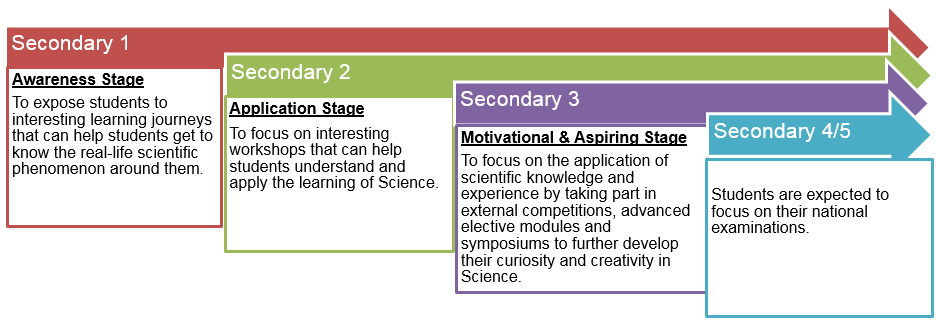 Secondary 1
Awareness Stage
To expose students to
interesting learning journeys
that can help students get to
know the real-life scientific
phenomenon around them.
Secondary 2
Application Stage
To focus on interesting
workshops that can help
students understand and
apply the learning of Science.
Secondary 3
Motivational & Aspiring Stage
To focus on the application of
scientific knowledge and
experience by taking part in
external competitions, advanced
elective modules and
symposiums to further develop
their curiosity and creativity in
Science.
Secondary 4/5
Students are expected to
focus on their national
examinations.